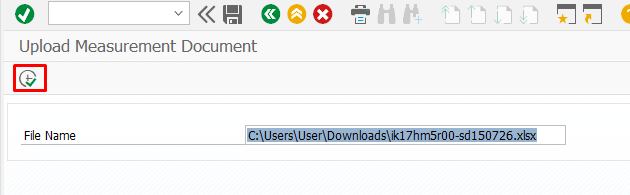 Upload Measurement Document
File Name
C:\Users\User\Downloads\ik17hm5r00-sd150726.xlsx